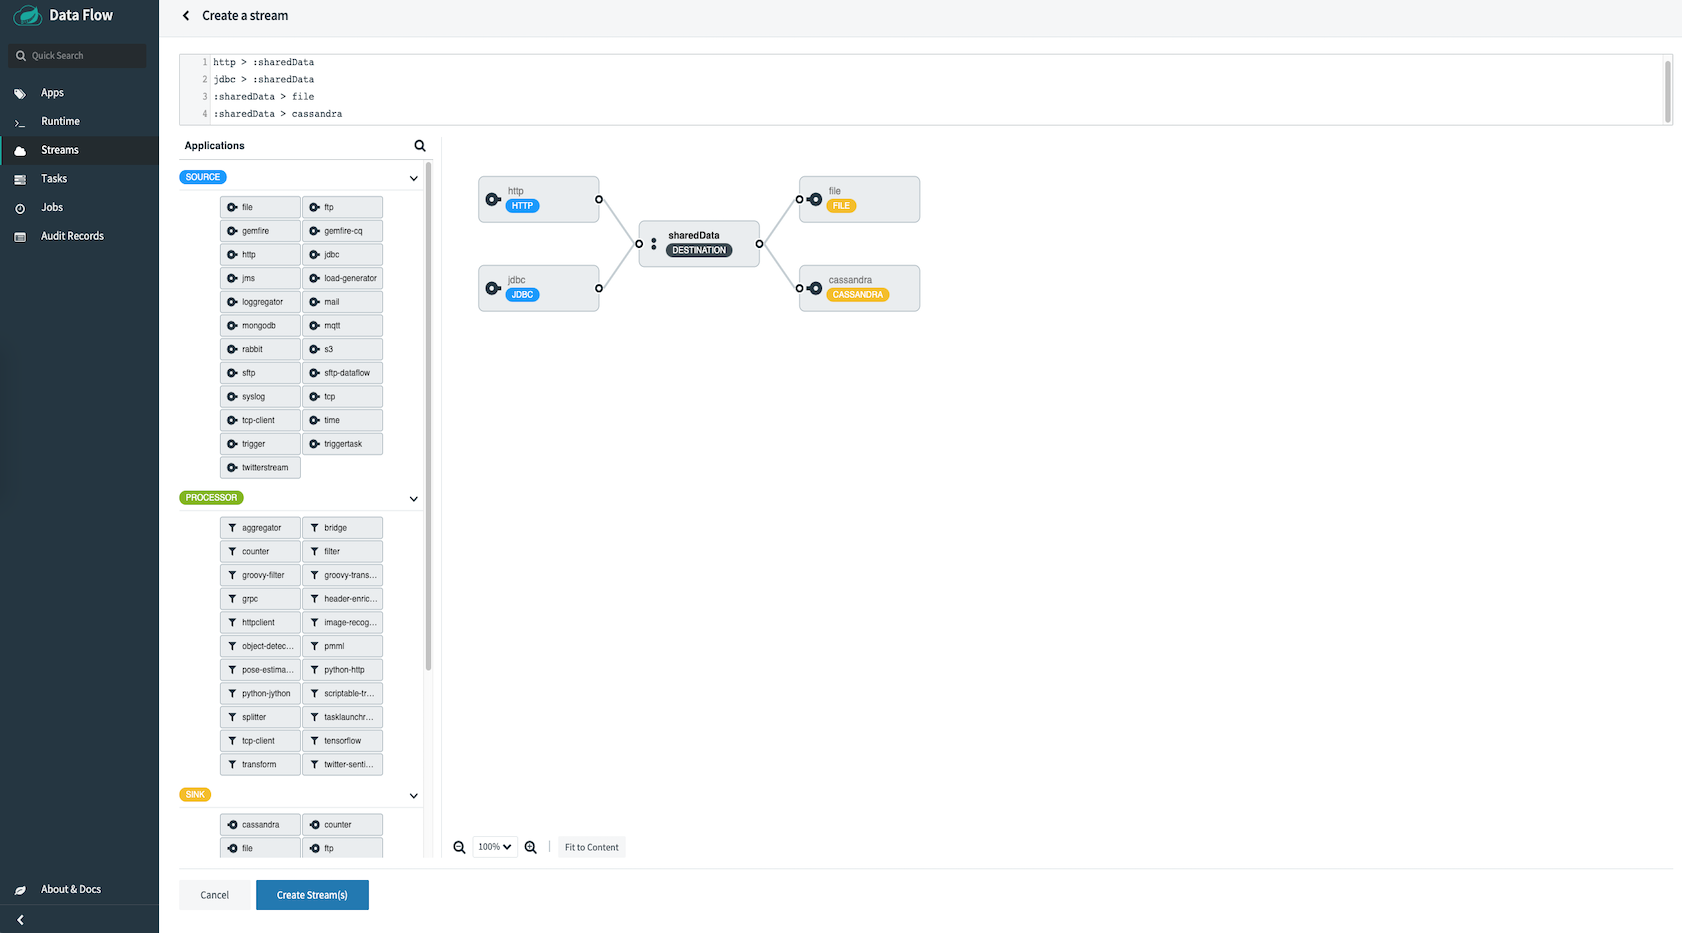 Data Flow
Quick Search
Apps
Runtime
Streams
Tasks
Jobs
Audit Records
About & Docs
Create a stream
1 http > :sharedData
2 jdbc > :sharedData
3 :sharedData > file
4 :sharedData > cassandra
Applications
SOURCE
file ftp
gemfire gemfire-cq
http jdbc
jms load-generator
loggregator mail
mongodb mqtt
rabbit s3
sftp sftp-dataflow
syslog tcp
tcp-client time
trigger triggertask
twitterstream
PROCESSOR
aggregator bridge
counter filter
groovy-filter groovy-trans...
grpc header-enric...
httpclient image-recog...
object-detec... pmml
pose-estima... python-http
python-jython scriptable-tr...
splitter tasklaunchr...
tcp-client tensorflow
transform twitter-senti...
SINK
cassandra counter
file ftp
http
HTTP
jdbc
JDBC
sharedData
DESTINATION
file
FILE
cassandra
CASSANDRA
100% Fit to Content
Cancel Create Stream(s)